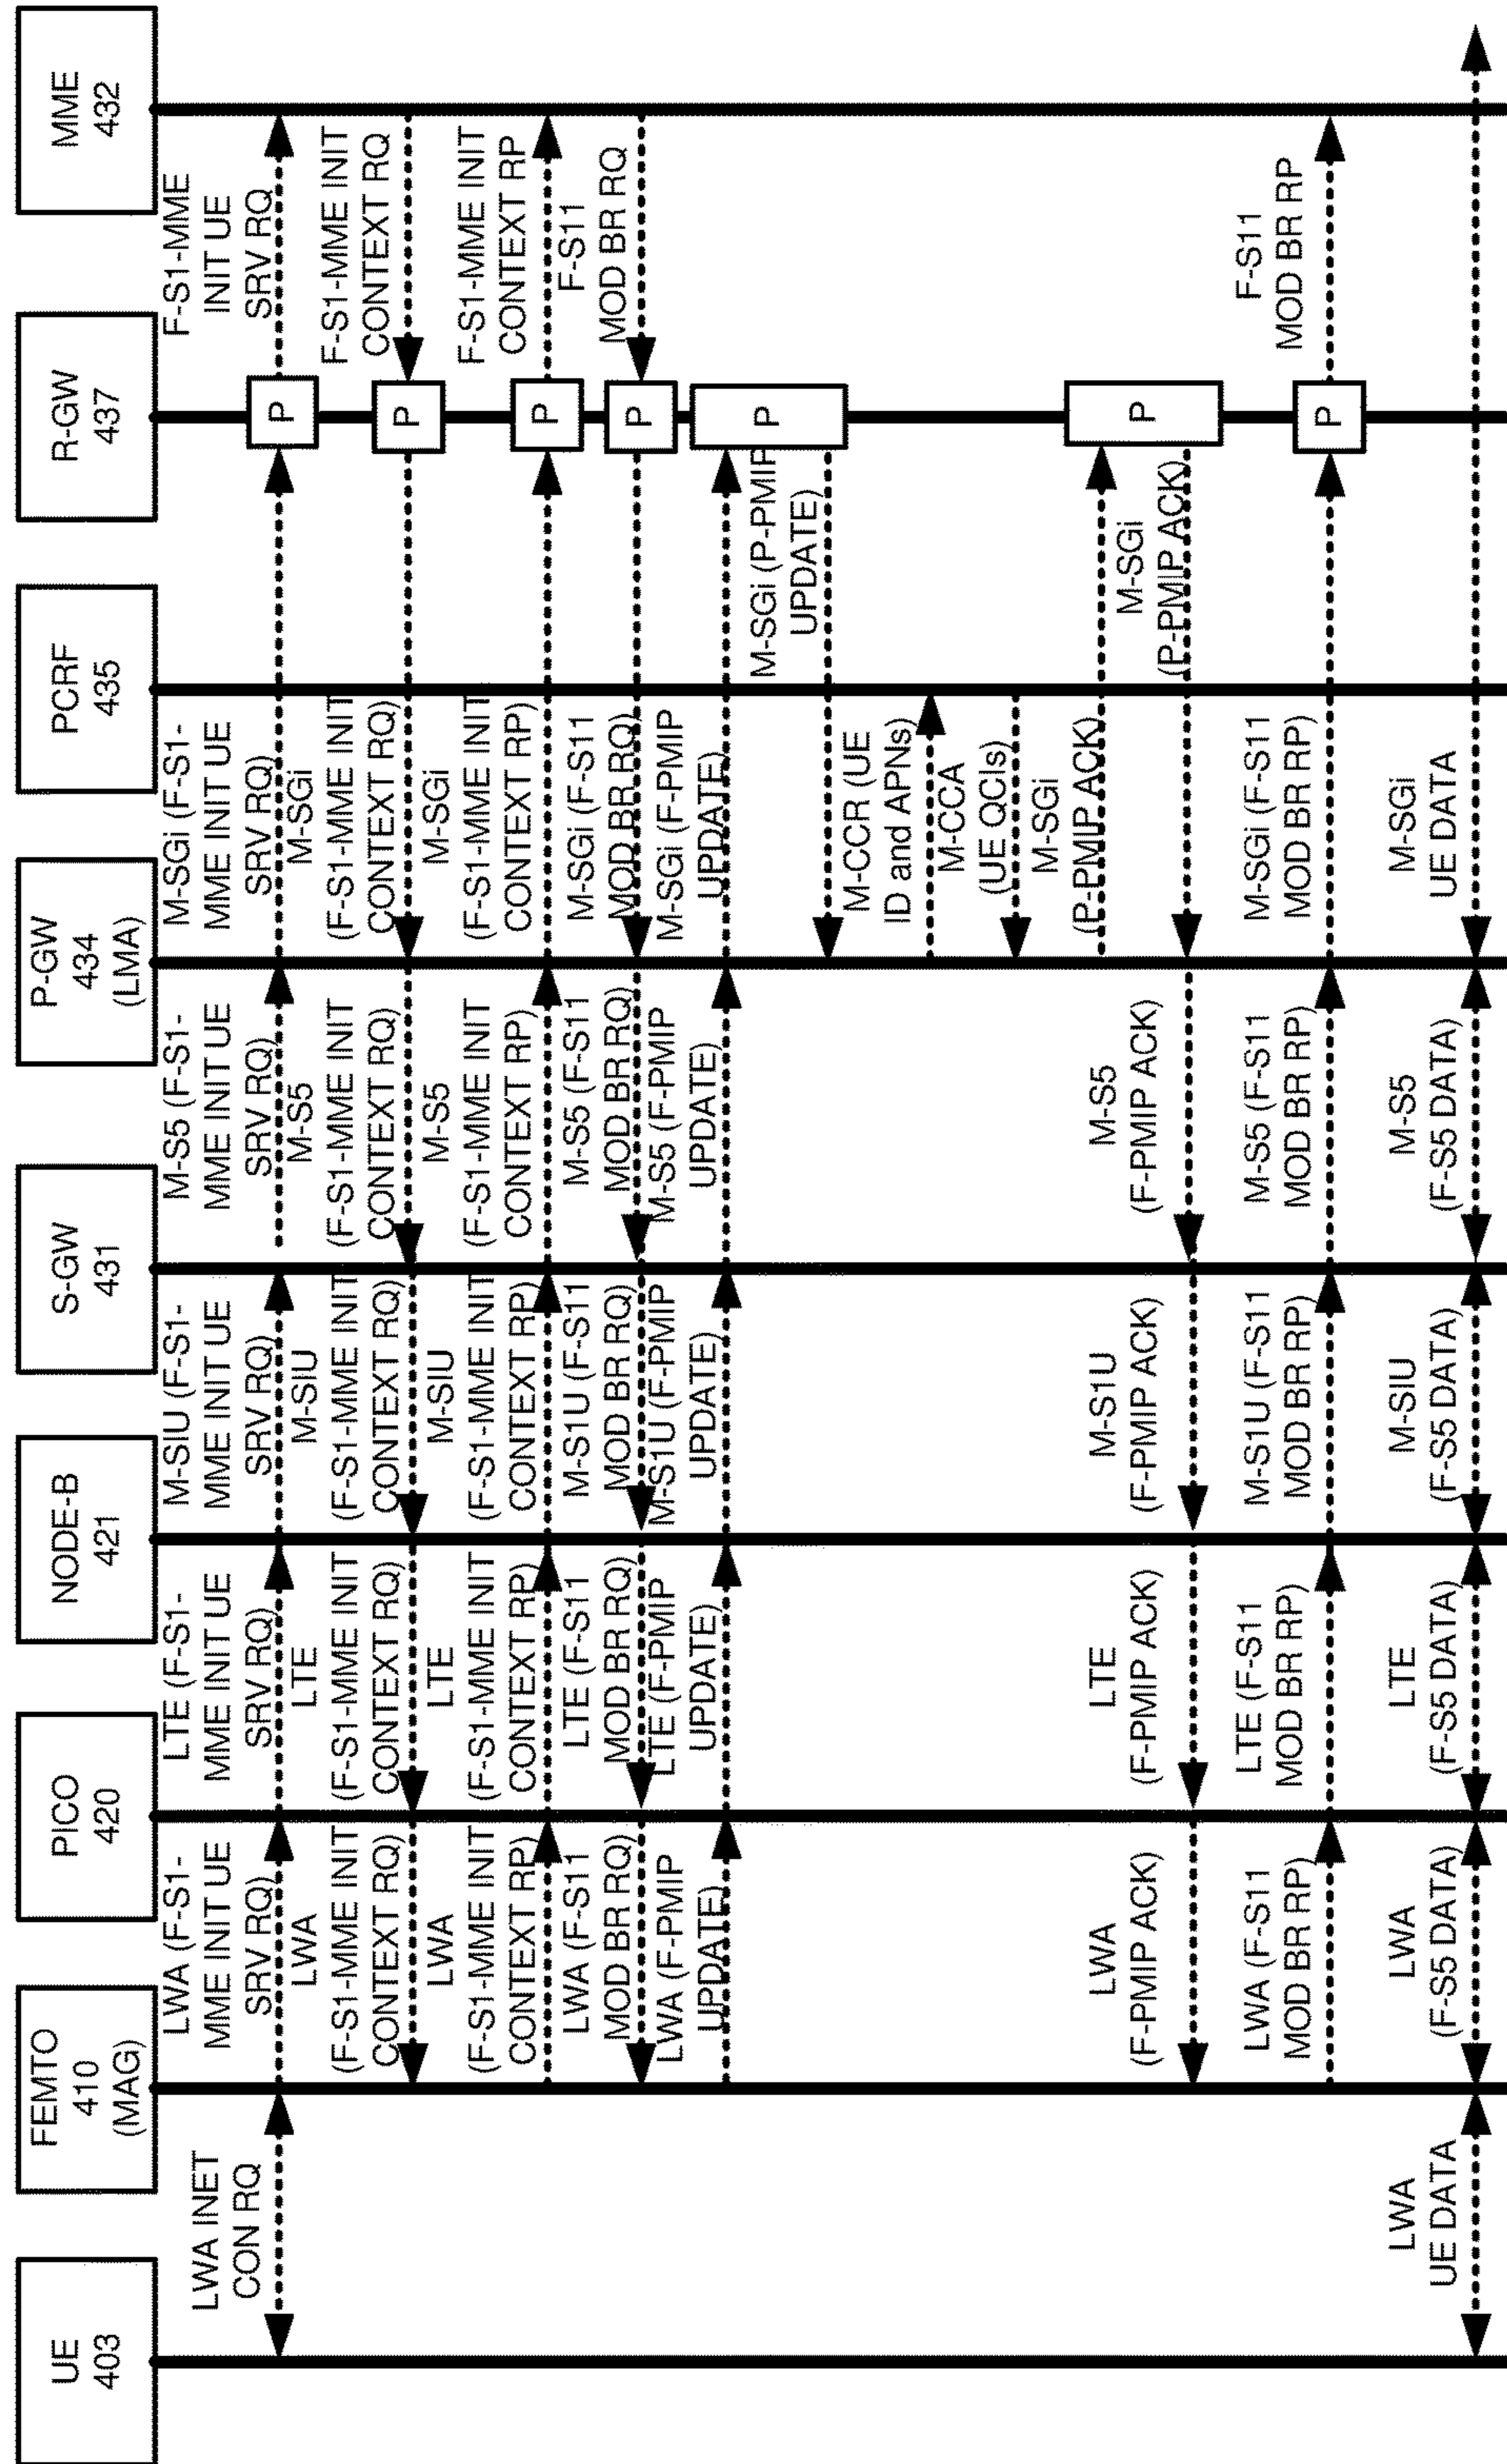 UE
403
FEMTO
410
(MAG)
PICO
420
NODE-B
421
S-GW
431
P-GW
434
(LMA)
PCRF
435
R-GW
437
MME
432
LWA INET
CON RQ
LWA (F-S1-
MME INIT UE
SRV RQ)
LTE (F-S1-
MME INIT UE
SRV RQ)
M-SIU (F-S1-
MME INIT UE
SRV RQ)
M-S5 (F-S1-
MME INIT UE
SRV RQ)
M-SGi (F-S1-
MME INIT UE
SRV RQ)
P
F-S1-MME
INIT UE
SRV RQ
LWA
(F-S1-MME INIT
CONTEXT RQ)
LTE
(F-S1-MME INIT
CONTEXT RQ)
M-SIU
(F-S1-MME INIT
CONTEXT RQ)
M-S5
(F-S1-MME INIT
CONTEXT RQ)
M-SGi
(F-S1-MME INIT
CONTEXT RQ)
P
F-S1-MME INIT
CONTEXT RQ
LWA
(F-S1-MME INIT
CONTEXT RP)
LTE
(F-S1-MME INIT
CONTEXT RP)
M-SIU
(F-S1-MME INIT
CONTEXT RP)
M-S5
(F-S1-MME INIT
CONTEXT RP)
M-SGi
(F-S1-MME INIT
CONTEXT RP)
P
F-S1-MME INIT
CONTEXT RP
LWA (F-S11
MOD BR RQ)
LTE (F-S11
MOD BR RQ)
M-S1U (F-S11
MOD BR RQ)
M-S5 (F-S11
MOD BR RQ)
M-SGi (F-S11
MOD BR RQ)
P
F-S11
MOD BR RQ
LWA (F-PMIP
UPDATE)
LTE (F-PMIP
UPDATE)
M-S1U (F-PMIP
UPDATE)
M-S5 (F-PMIP
UPDATE)
M-SGi (F-PMIP
UPDATE)
P
M-SGi (P-PMIP
UPDATE)
M-CCR (UE
ID and APNs)
M-CCA
(UE QCIs)
M-SGi
(P-PMIP ACK)
P
LWA
(F-PMIP ACK)
LTE
(F-PMIP ACK)
M-S1U
(F-PMIP ACK)
M-S5
(F-PMIP ACK)
M-SGi
(P-PMIP ACK)
LWA (F-S11
MOD BR RP)
LTE (F-S11
MOD BR RP)
M-S1U (F-S11
MOD BR RP)
M-S5 (F-S11
MOD BR RP)
M-SGi (F-S11
MOD BR RP)
P
F-S11
MOD BR RP
LWA
UE DATA
LWA
(F-S5 DATA)
LTE
(F-S5 DATA)
M-SIU
(F-S5 DATA)
M-S5
(F-S5 DATA)
M-SGi
UE DATA